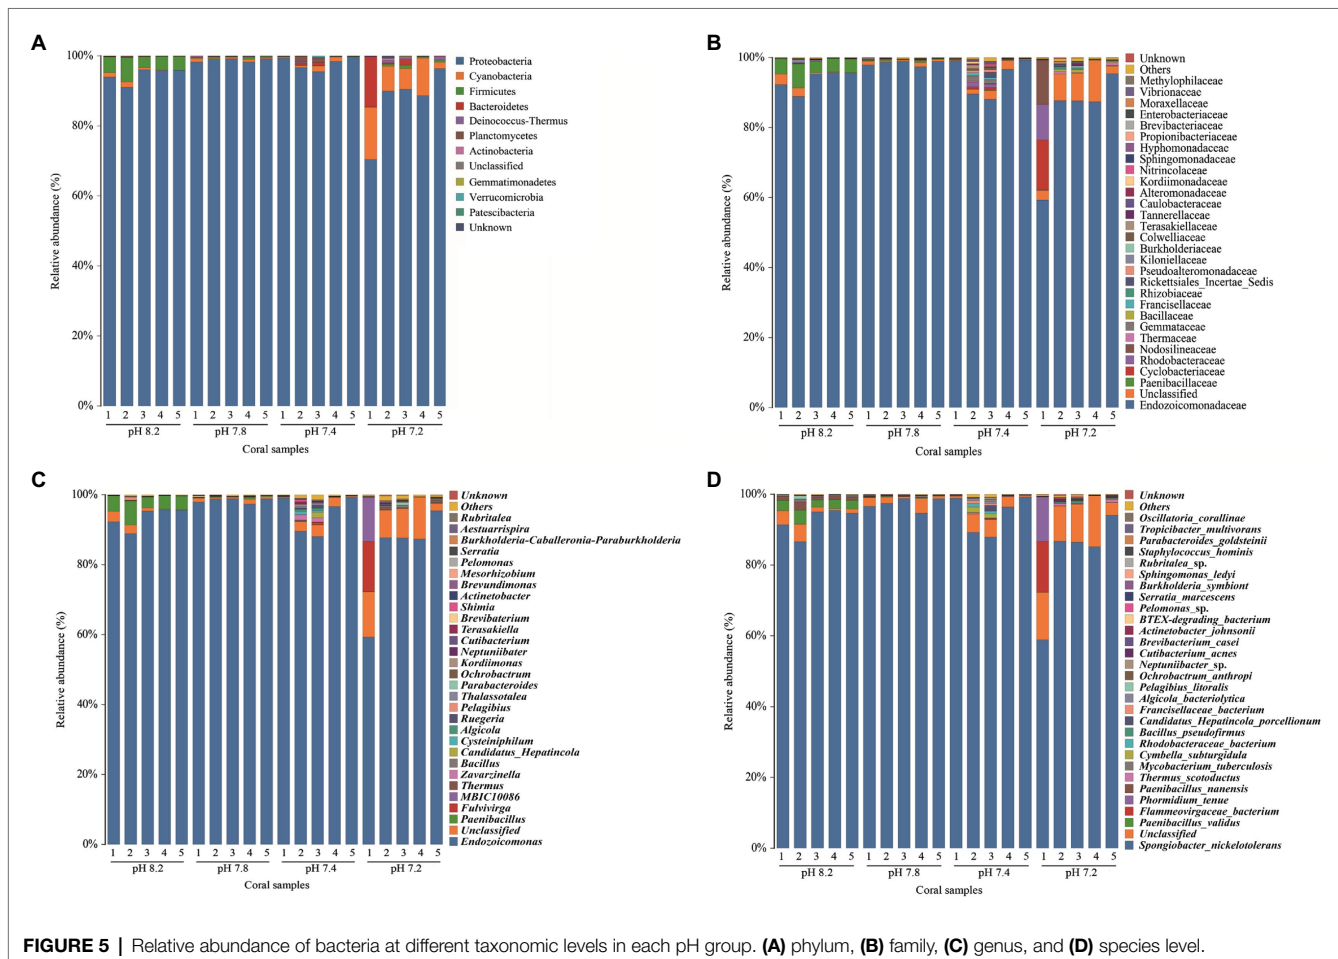 A
100%
80%
60%
40%
20%
0%
Relative abundance (%)
1 2 3 4 5 1 2 3 4 5 1 2 3 4 5 1 2 3 4 5
pH 8.2 pH 7.8 pH 7.4 pH 7.2
Coral samples
Proteobacteria
Cyanobacteria
Firmicutes
Bacteroidetes
Deinococcus-Thermus
Planctomycetes
Actinobacteria
Unclassified
Gemmatimonadetes
Verrucomicrobia
Patescibacteria
Unknown
B
100%
80%
60%
40%
20%
0%
Relative abundance (%)
1 2 3 4 5 1 2 3 4 5 1 2 3 4 5 1 2 3 4 5
pH 8.2 pH 7.8 pH 7.4 pH 7.2
Coral samples
Unknown
Others
Methylophilaceae
Vibrionaceae
Moraxellaceae
Enterobacteriaceae
Brevibacteriaceae
Propionibacteriaceae
Hyphomonadaceae
Sphingomonadaceae
Nitrincolaceae
Kordiimonadaceae
Alteromonadaceae
Caulobacteraceae
Tannerellaceae
Terasakiellaceae
Colwelliaceae
Burkholderiaceae
Kiloniellaceae
Pseudoalteromonadaceae
Rickettsiales_Incertae_Sedis
Rhizobiaceae
Francisellaceae
Bacillaceae
Gemmataceae
Thermaceae
Nodosilineaceae
Rhodobacteraceae
Cyclobacteriaceae
Paenibacillaceae
Unclassified
Endozoicomonadaceae
C
100%
80%
60%
40%
20%
0%
Relative abundance (%)
1 2 3 4 5 1 2 3 4 5 1 2 3 4 5 1 2 3 4 5
pH 8.2 pH 7.8 pH 7.4 pH 7.2
Coral samples
Unknown
Others
Rubritalea
Aestuarrispira
Burkholderia-Caballeronia-Paraburkholderia
Serratia
Pelomonas
Mesorhizobium
Brevundimonas
Actinetobacter
Shimia
Brevibaterium
Terasakiella
Cutibacterium
Neptuniibater
Kordiimonas
Ochrobactrum
Parabacteroides
Thalassotalea
Pelagibius
Ruegeria
Algicola
Cysteiniphilum
Candidatus_Hepatincola
Bacillus
Zavarzinella
Thermus
MBIC10086
Fulvivirga
Paenibacillus
Unclassified
Endozoicomonas
D
100%
80%
60%
40%
20%
0%
Relative abundance (%)
1 2 3 4 5 1 2 3 4 5 1 2 3 4 5 1 2 3 4 5
pH 8.2 pH 7.8 pH 7.4 pH 7.2
Coral samples
Unknown
Others
Oscillatoria_corallinae
Tropicibacter_multivorans
Parabacteroides_goldsteinii
Staphylococcus_hominis
Rubritalea_sp.
Sphingomonas_ledyi
Burkholderia_symbiont
Serratia_marcescens
Pelomonas_sp.
BTEX-degrading_bacterium
Actinetobacter_johnsonii
Brevibacterium_casei
Cutibacterium_acnes
Neptuniibacter_sp.
Ochrobactrum_anthropi
Pelagibius_litoralis
Algicola_bacteriolytica
Francisellaceae_bacterium
Candidatus_Hepatincola_porcellionum
Bacillus_pseudofirmus
Rhodobacteraceae_bacterium
Cymbella_subturgidula
Mycobacterium_tuberculosis
Thermus_scotoductus
Paenibacillus_nanensis
Phormidium_tenue
Flammeovirgaceae_bacterium
Paenibacillus_validus
Unclassified
Spongiobacter_nickelotolerans
FIGURE 5 | Relative abundance of bacteria at different taxonomic levels in each pH group. (A) phylum, (B) family, (C) genus, and (D) species level.